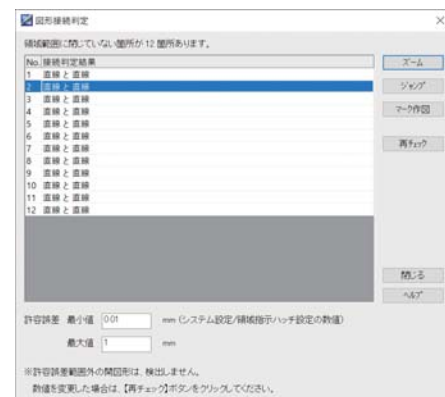 図形接続判定
領域範囲に閉じていない箇所が 12 箇所あります。
No. 接続判定結果
1 直線 と 直線
2 直線 と 直線
3 直線 と 直線
4 直線 と 直線
5 直線 と 直線
6 直線 と 直線
7 直線 と 直線
8 直線 と 直線
9 直線 と 直線
10 直線 と 直線
11 直線 と 直線
12 直線 と 直線
ズーム
ジャンプ
マーク作図
再チェック
閉じる
ヘルプ
許容誤差 最小値 0.01 mm (システム設定/領域指示ハッチ設定の数値)
最大値 1 mm
※許容誤差範囲外の開図形は、検出しません。
数値を変更した場合は、【再チェック】ボタンをクリックしてください。